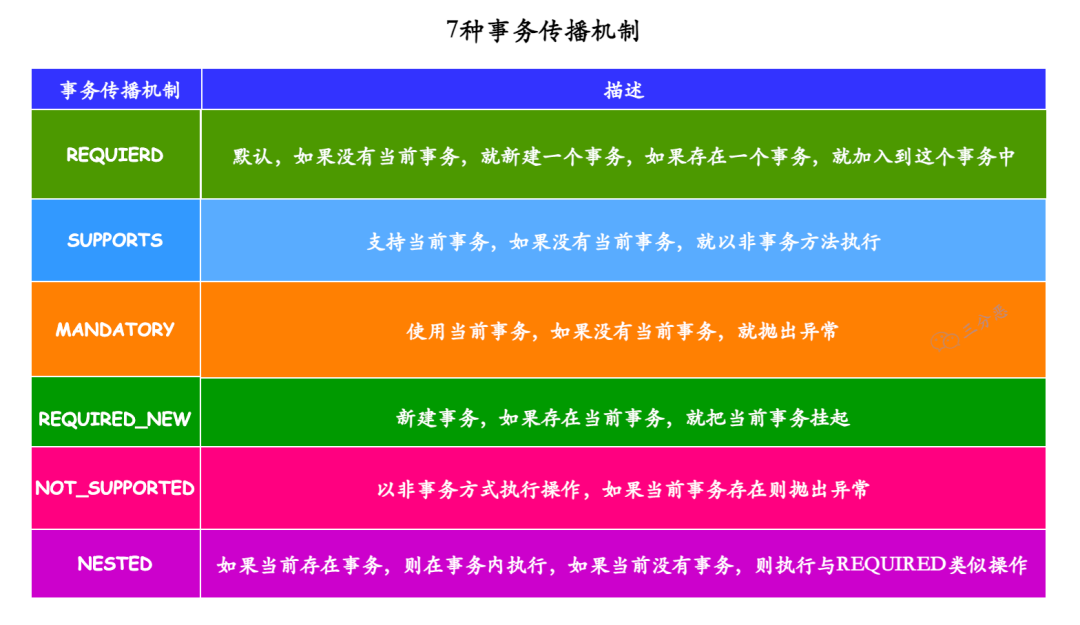 7种事务传播机制
事务传播机制 描述
REQUIERD 默认，如果没有当前事务，就新建一个事务，如果存在一个事务，就加入到这个事务中
SUPPORTS 支持当前事务，如果没有当前事务，就以非事务方法执行
MANDATORY 使用当前事务，如果没有当前事务，就抛出异常
三分恶
REQUIRED_NEW 新建事务，如果存在当前事务，就把当前事务挂起
NOT_SUPPORTED 以非事务方式执行操作，如果当前事务存在则抛出异常
NESTED 如果当前存在事务，则在事务内执行，如果当前没有事务，则执行与REQUIRED类似操作